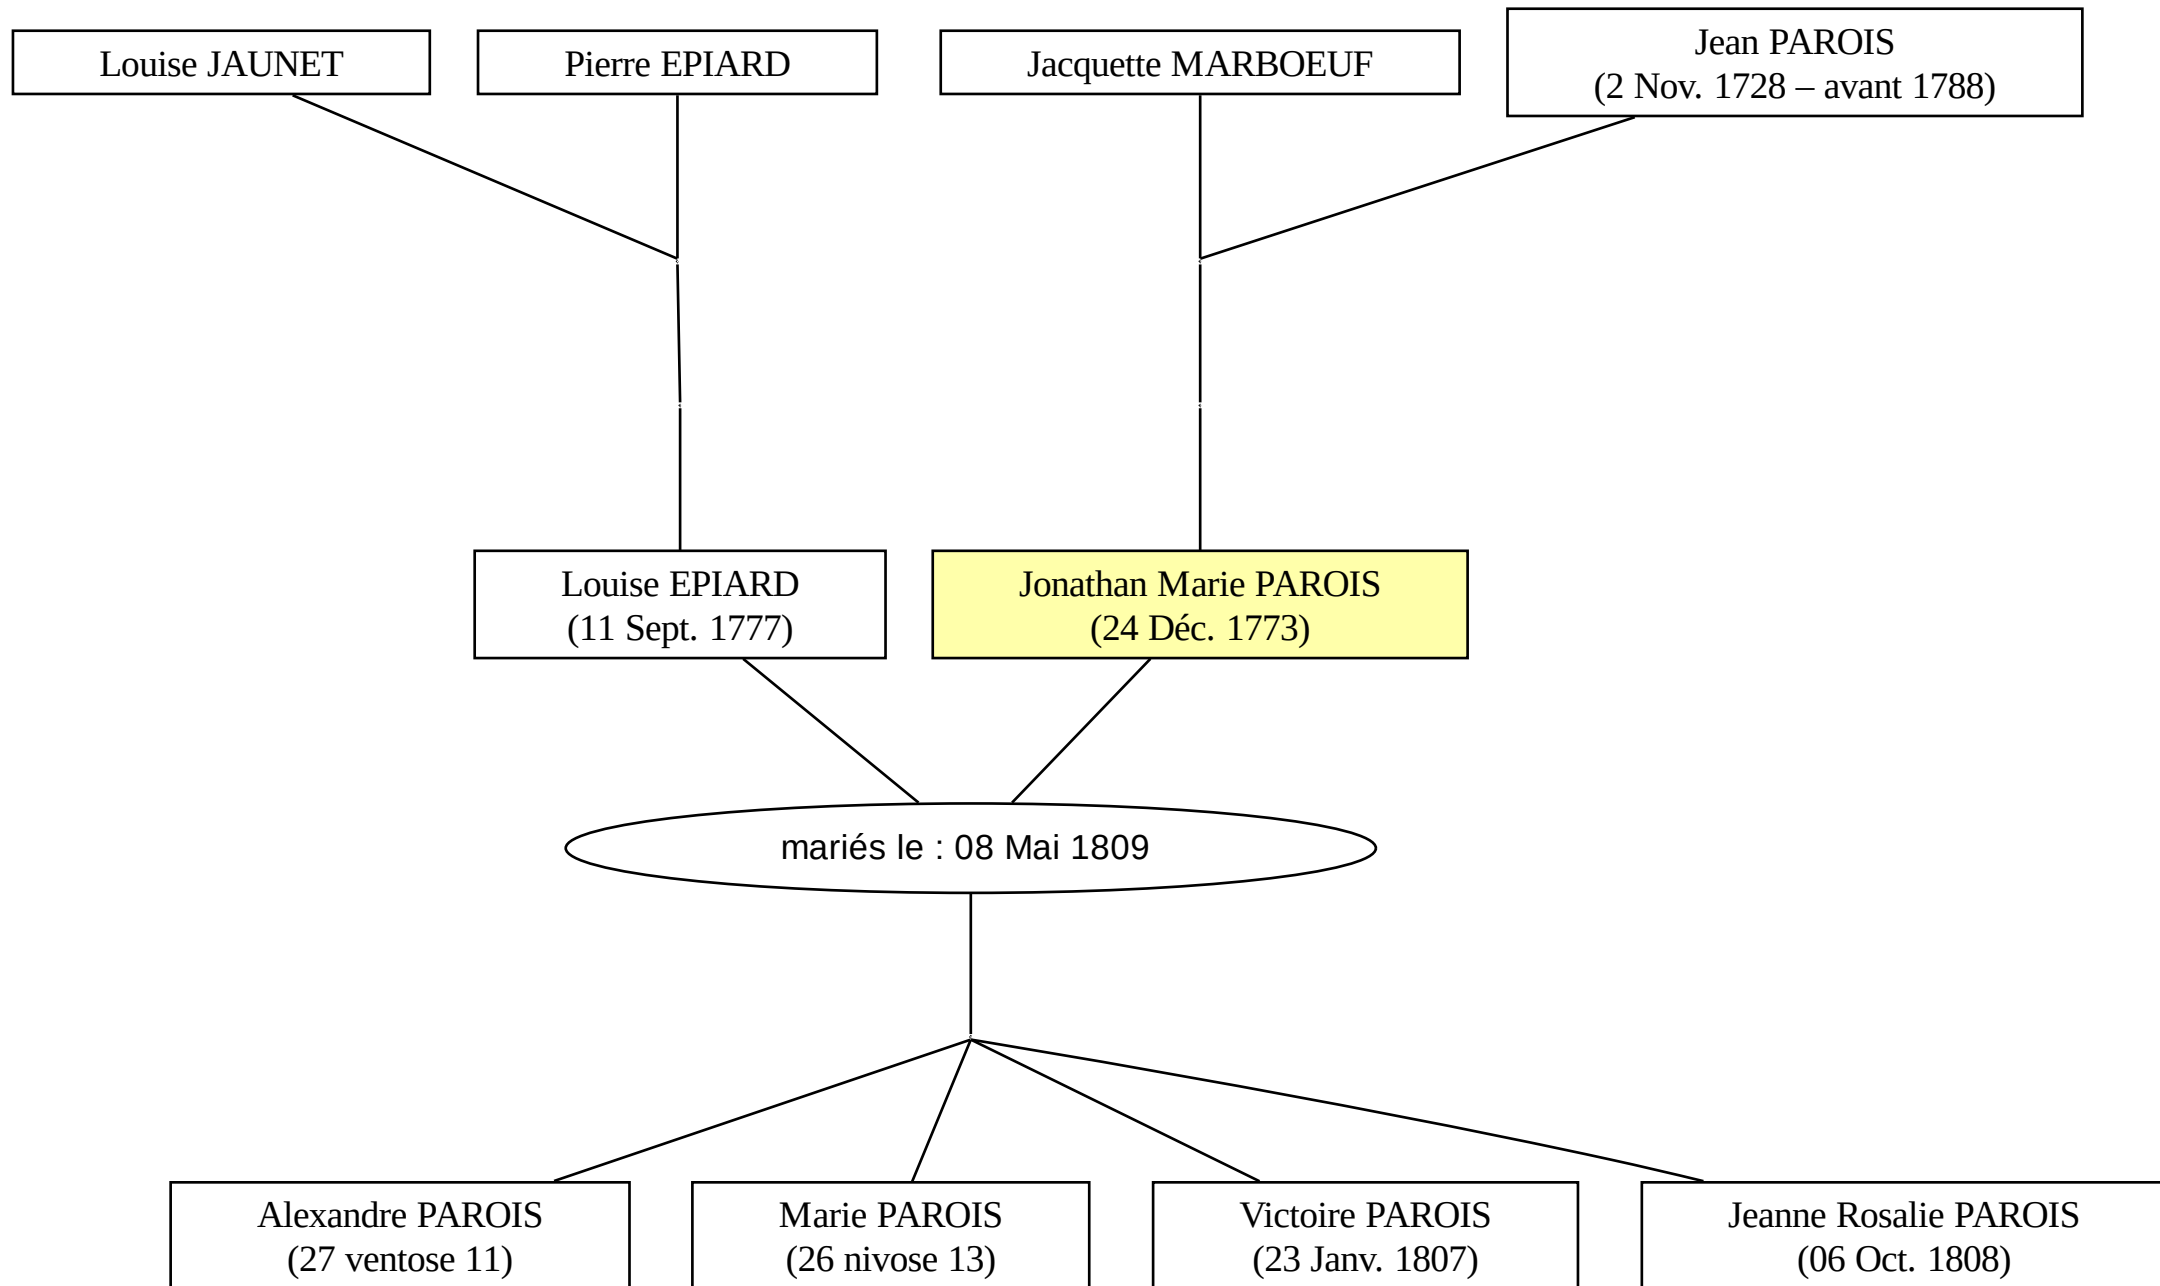 Louise JAUNET
Pierre EPIARD
Jacquette MARBOEUF
Jean PAROIS
(2 Nov. 1728 – avant 1788)
Louise EPIARD
(11 Sept. 1777)
Jonathan Marie PAROIS
(24 Déc. 1773)
mariés le : 08 Mai 1809
Alexandre PAROIS
(27 ventose 11)
Marie PAROIS
(26 nivose 13)
Victoire PAROIS
(23 Janv. 1807)
Jeanne Rosalie PAROIS
(06 Oct. 1808)